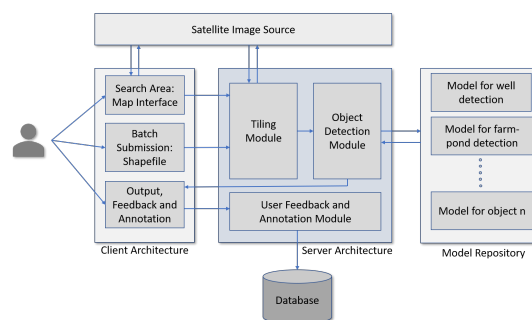 Satellite Image Source
Search Area:
Map Interface
Batch
Submission:
Shapefile
Output,
Feedback and
Annotation
Client Architecture
Tiling
Module
Object
Detection
Module
User Feedback and
Annotation Module
Server Architecture
Database
Model for well
detection
Model for farm-
pond detection
Model for object n
Model Repository